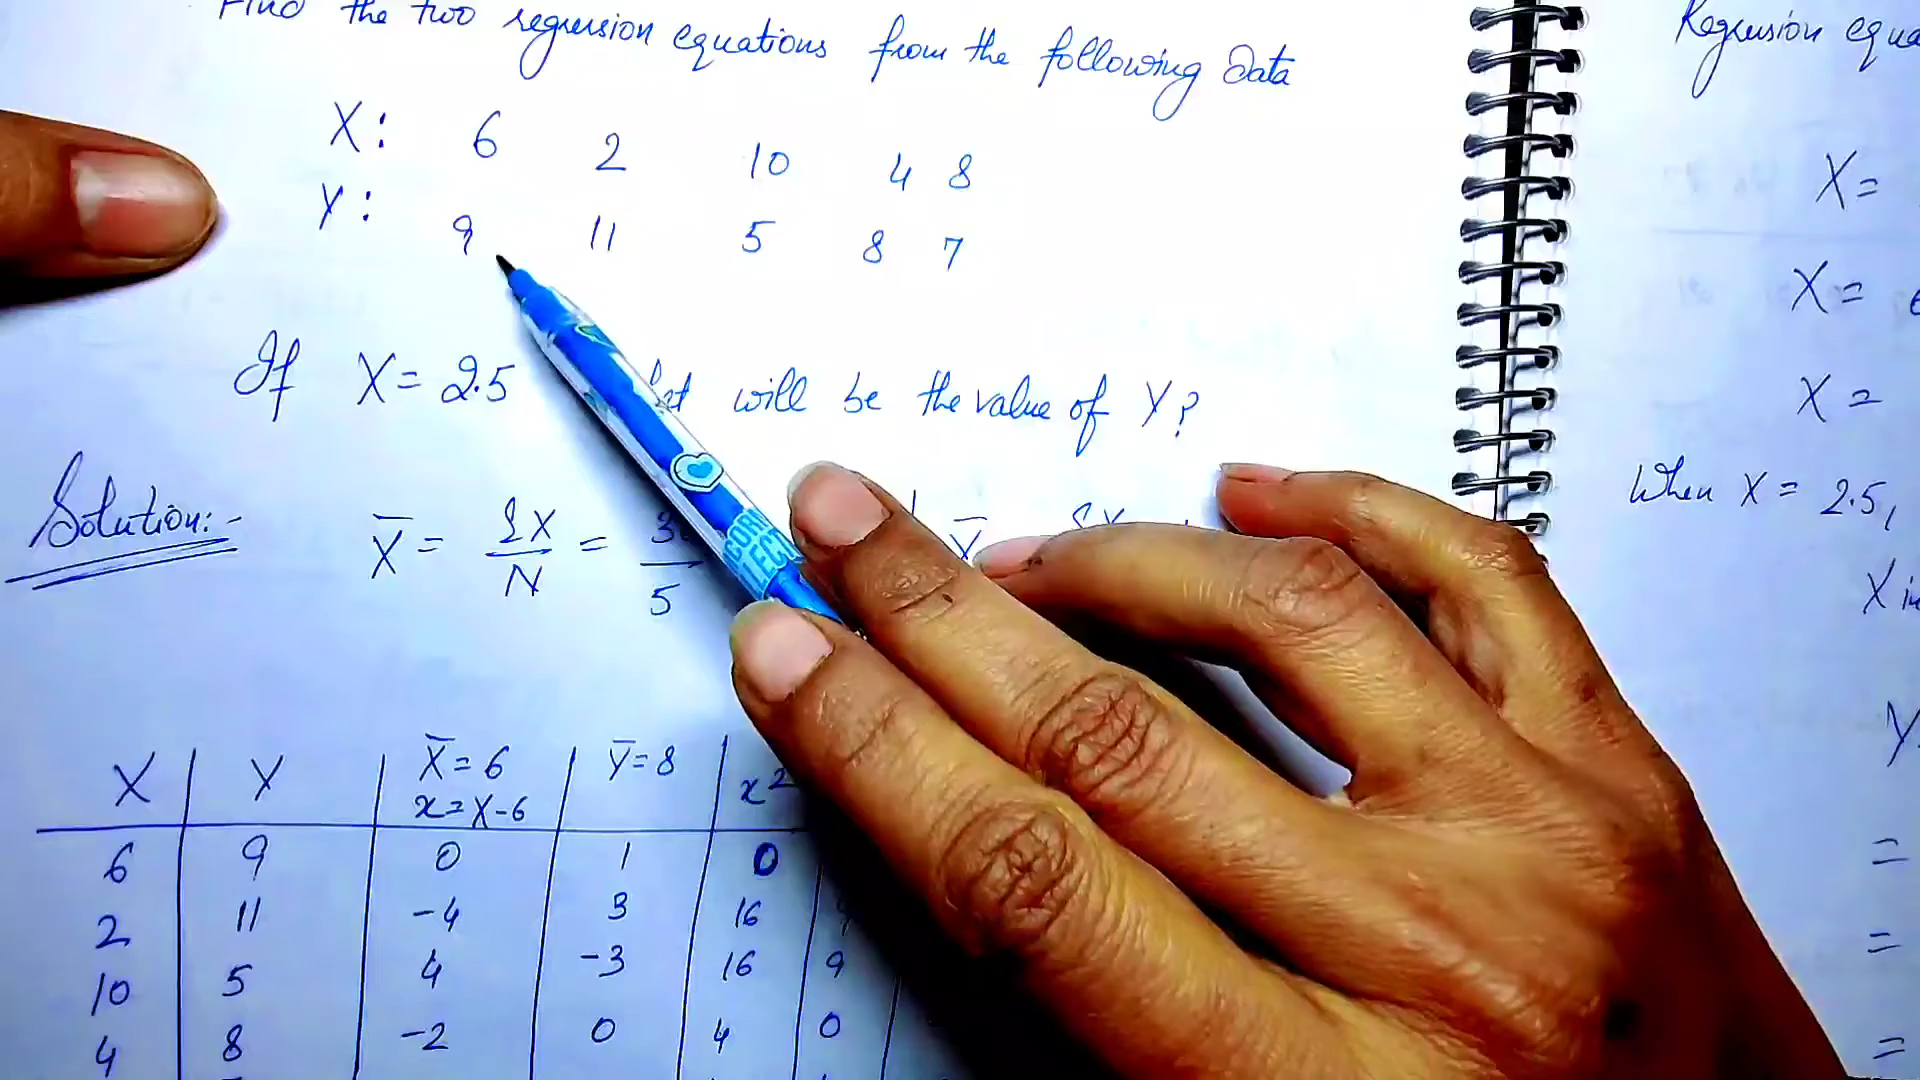 Find the two regression equations from the following Data
X: 6 2 10 4 8
Y: 9 11 5 8 7
If X = 2.5 will be the value of Y?
Solution:-
X̄ = ΣX/N = 3 /5
X Y X̄=6 x=X-6 Ȳ=8 x²
6 9 0 1 0
2 11 -4 3 16
10 5 4 -3 16 9
4 8 -2 0 4 0
Regression equa
X =
X =
X =
When X = 2.5,
X
Y
=
=
=